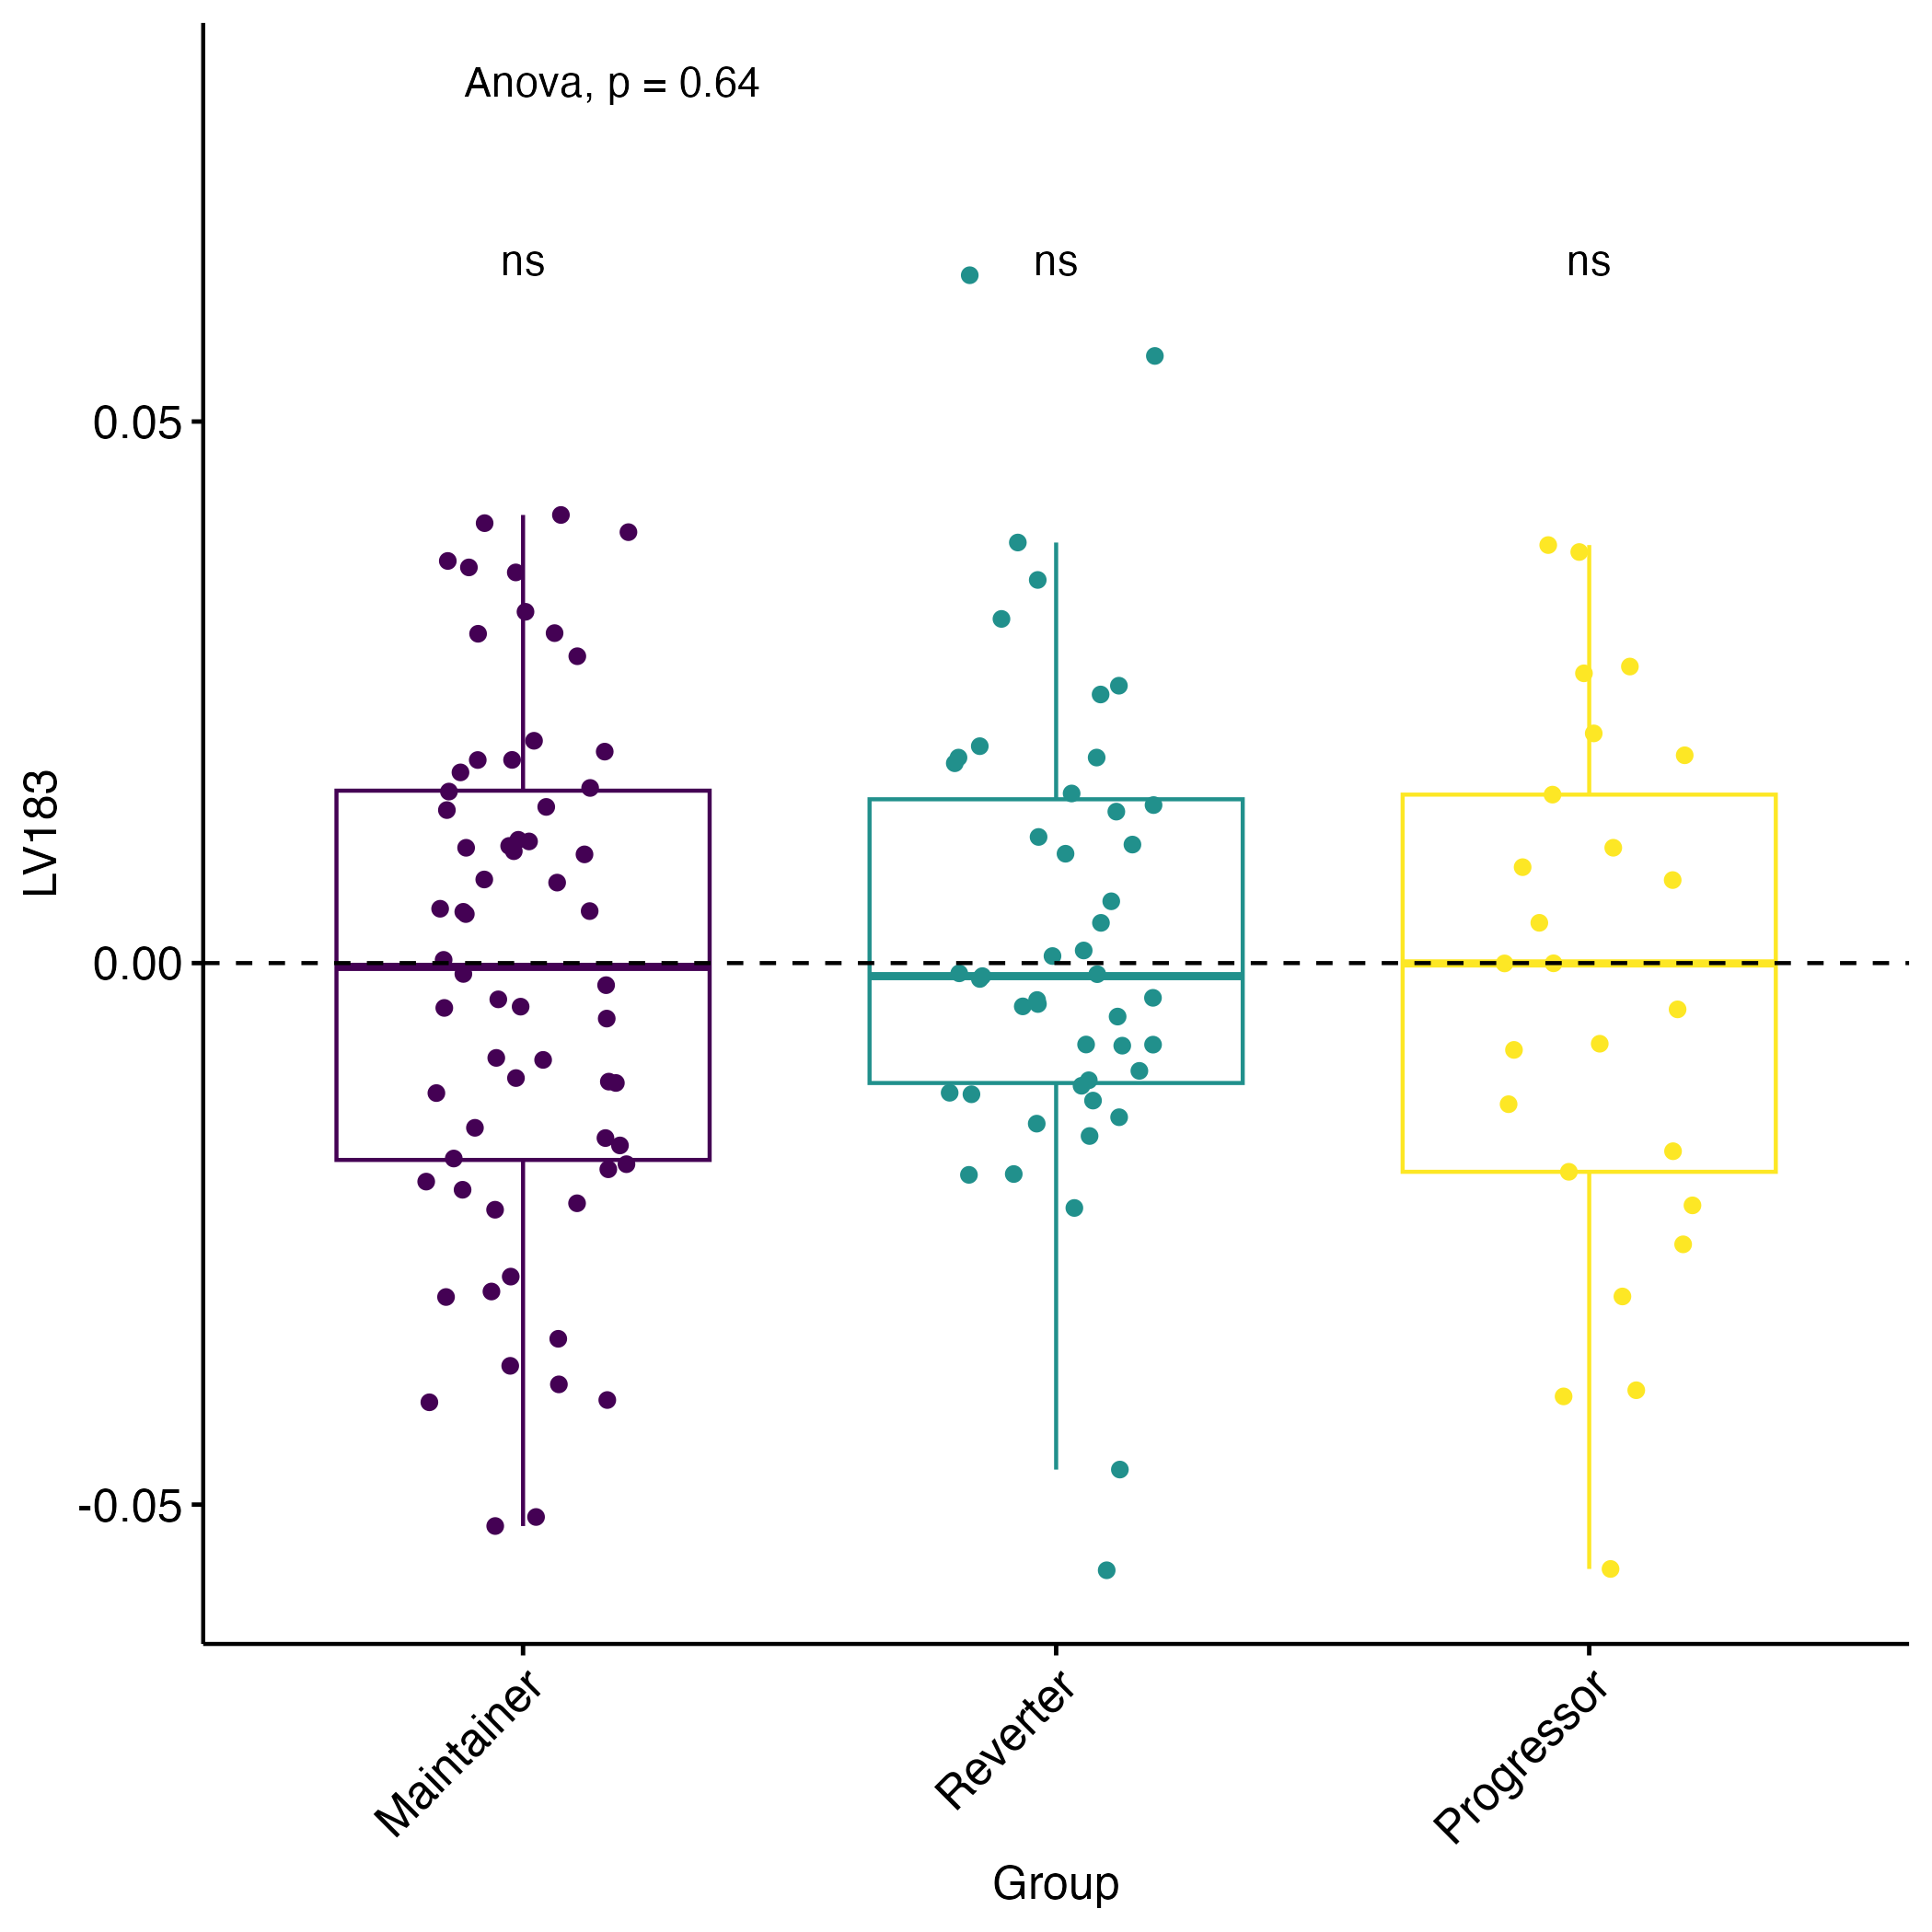 Anova, p = 0.64
ns ns ns
0.05
0.00
-0.05
LV183
Maintainer Reverter Progressor
Group